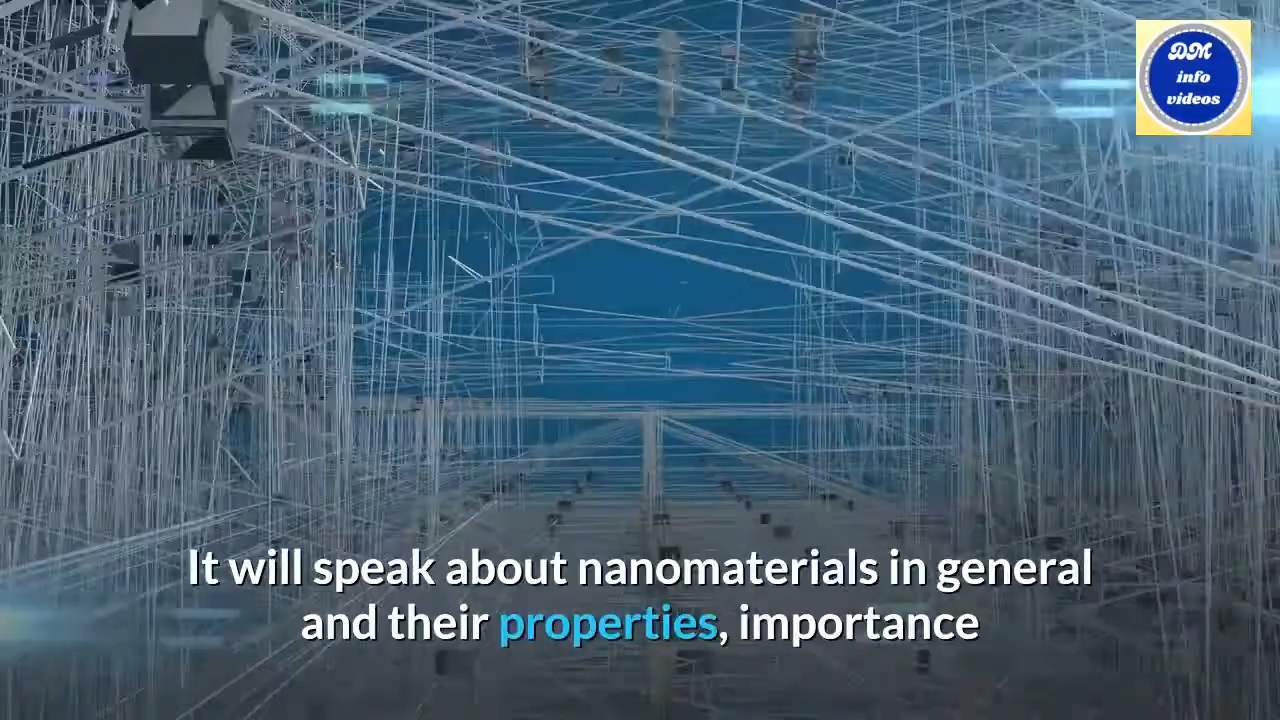 DM
info
videos
It will speak about nanomaterials in general
and their properties, importance